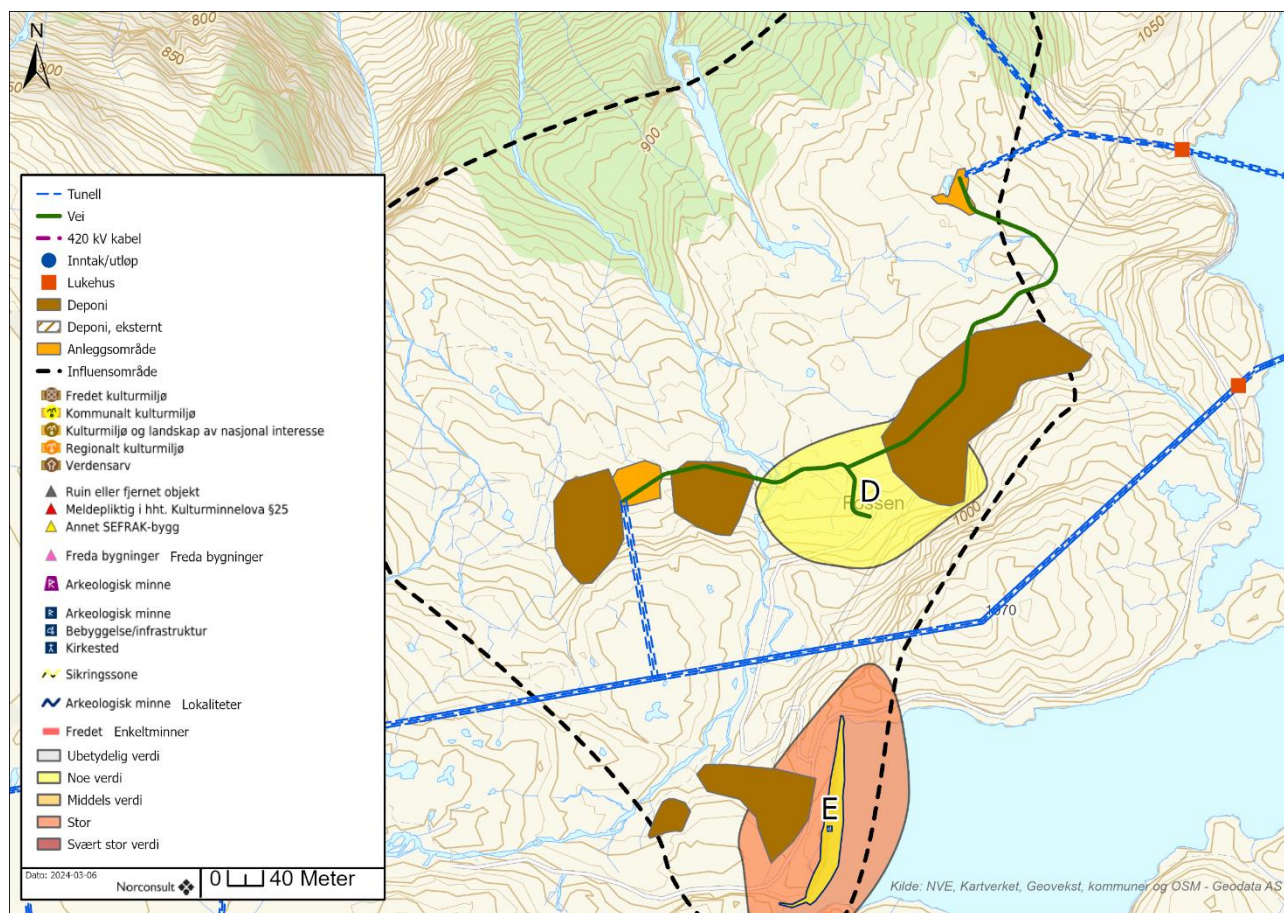 800
850
900
50
N
900
1050
Tunell
Vei
420 kV kabel
Inntak/utløp
Lukehus
Deponi
Deponi, eksternt
Anleggsområde
Influensområde
Fredet kulturmiljø
Kommunalt kulturmiljø
Kulturmiljø og landskap av nasjonal interesse
Regionalt kulturmiljø
Verdensarv
Ruin eller fjernet objekt
Meldepliktig i hht. Kulturminnelova §25
Annet SEFRAK-bygg
Freda bygninger Freda bygninger
Arkeologisk minne
Arkeologisk minne
Bebyggelse/infrastruktur
Kirkested
Sikringssone
Arkeologisk minne Lokaliteter
Fredet Enkeltminner
Ubetydelig verdi
Noe verdi
Middels verdi
Stor
Svært stor verdi
Dato: 2024-03-06
Norconsult
0 40 Meter
D
Fossen
1000
1070
E
Kilde: NVE, Kartverket, Geovekst, kommuner og OSM - Geodata AS